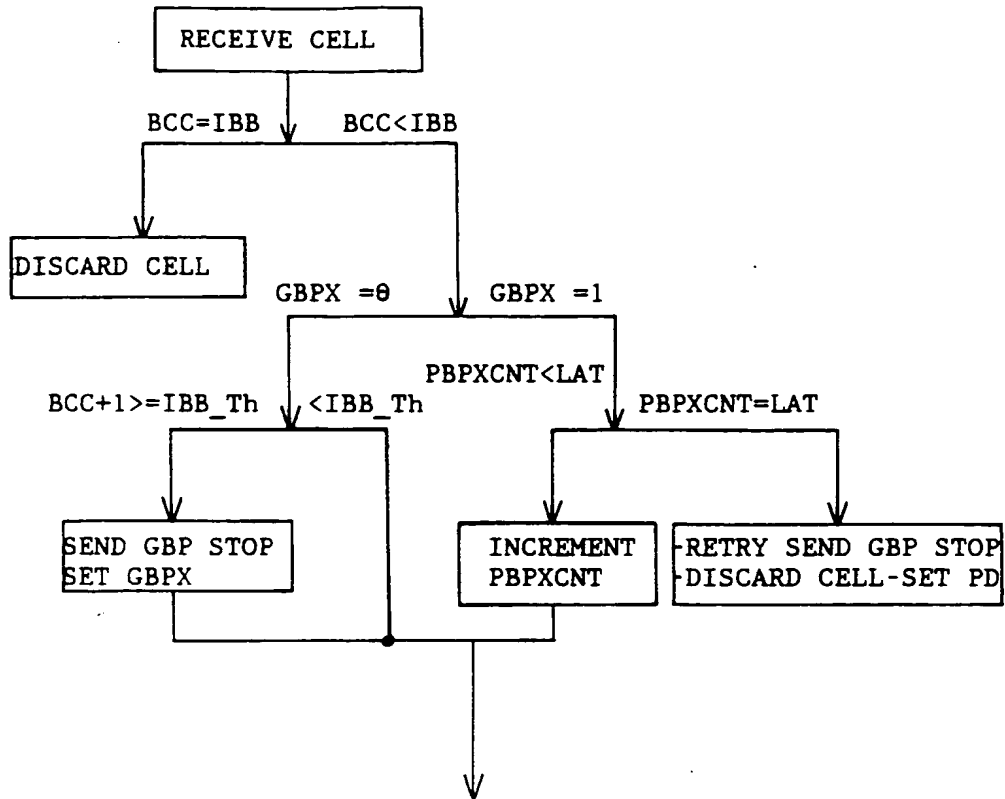 RECEIVE CELL
BCC=IBB
BCC<IBB
DISCARD CELL
GBPX =0
GBPX =1
PBPXCNT<LAT
BCC+1>=IBB_Th
<IBB_Th
PBPXCNT=LAT
SEND GBP STOP
SET GBPX
INCREMENT
PBPXCNT
-RETRY SEND GBP STOP
-DISCARD CELL-SET PD